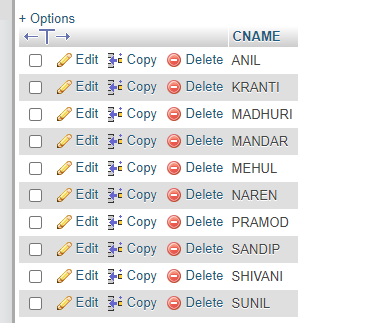 + Options
CNAME
Edit Copy Delete ANIL
Edit Copy Delete KRANTI
Edit Copy Delete MADHURI
Edit Copy Delete MANDAR
Edit Copy Delete MEHUL
Edit Copy Delete NAREN
Edit Copy Delete PRAMOD
Edit Copy Delete SANDIP
Edit Copy Delete SHIVANI
Edit Copy Delete SUNIL